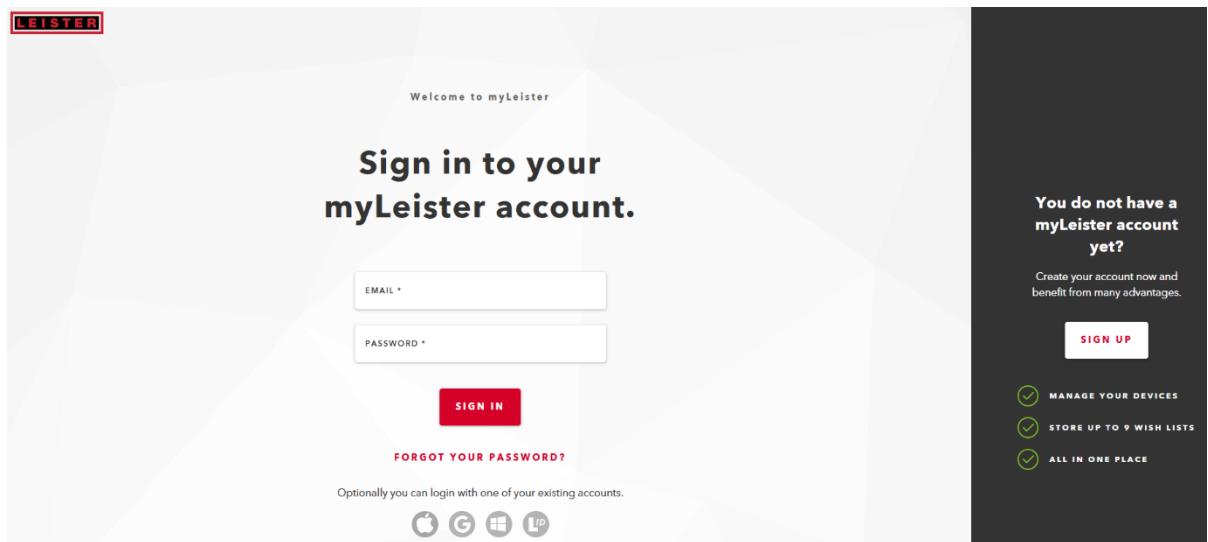 LEISTER
Welcome to myLeister
Sign in to your
myLeister account.
EMAIL *
PASSWORD *
SIGN IN
FORGOT YOUR PASSWORD?
Optionally you can login with one of your existing accounts.
G
L ID
You do not have a
myLeister account
yet?
Create your account now and
benefit from many advantages.
SIGN UP
MANAGE YOUR DEVICES
STORE UP TO 9 WISH LISTS
ALL IN ONE PLACE